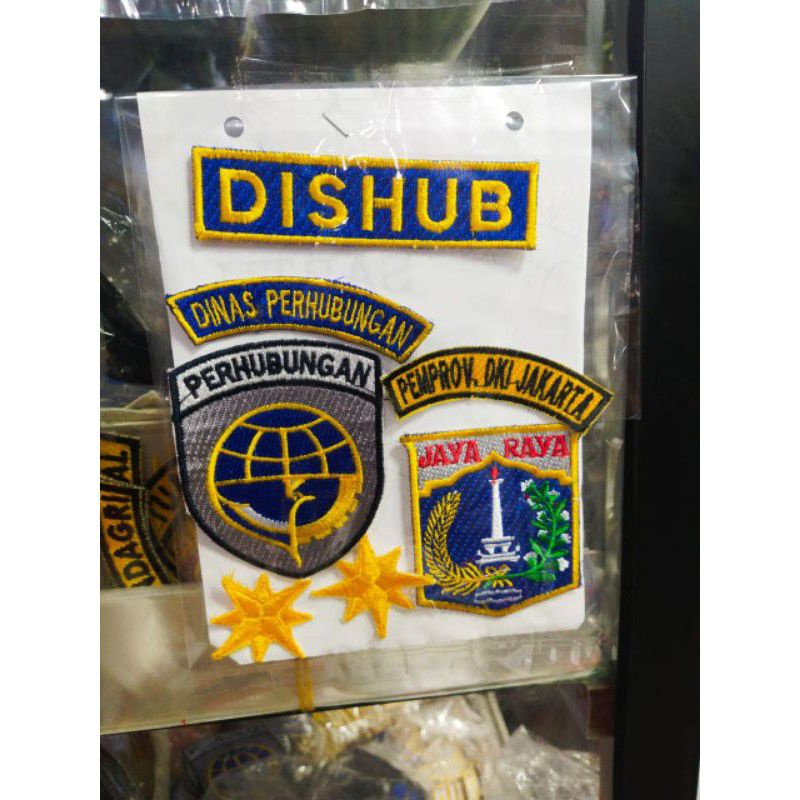 DISHUB
DINAS PERHUBUNGAN
PERHUBUNGAN
PEMPROV. DKI JAKARTA
JAYA RAYA